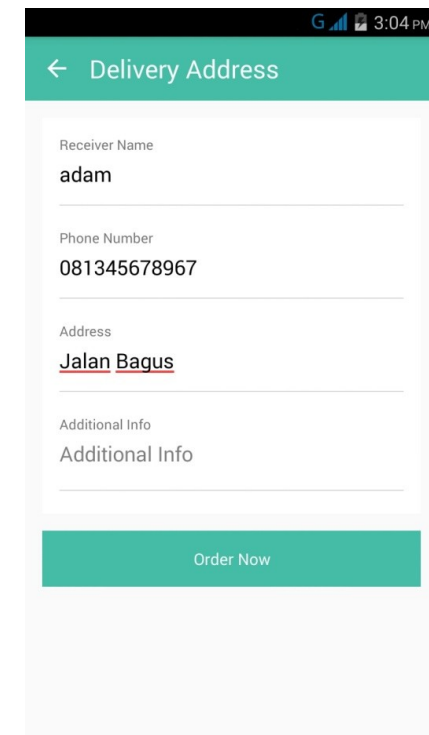 G 3:04 PM
Delivery Address
Receiver Name
adam
Phone Number
081345678967
Address
Jalan Bagus
Additional Info
Additional Info
Order Now